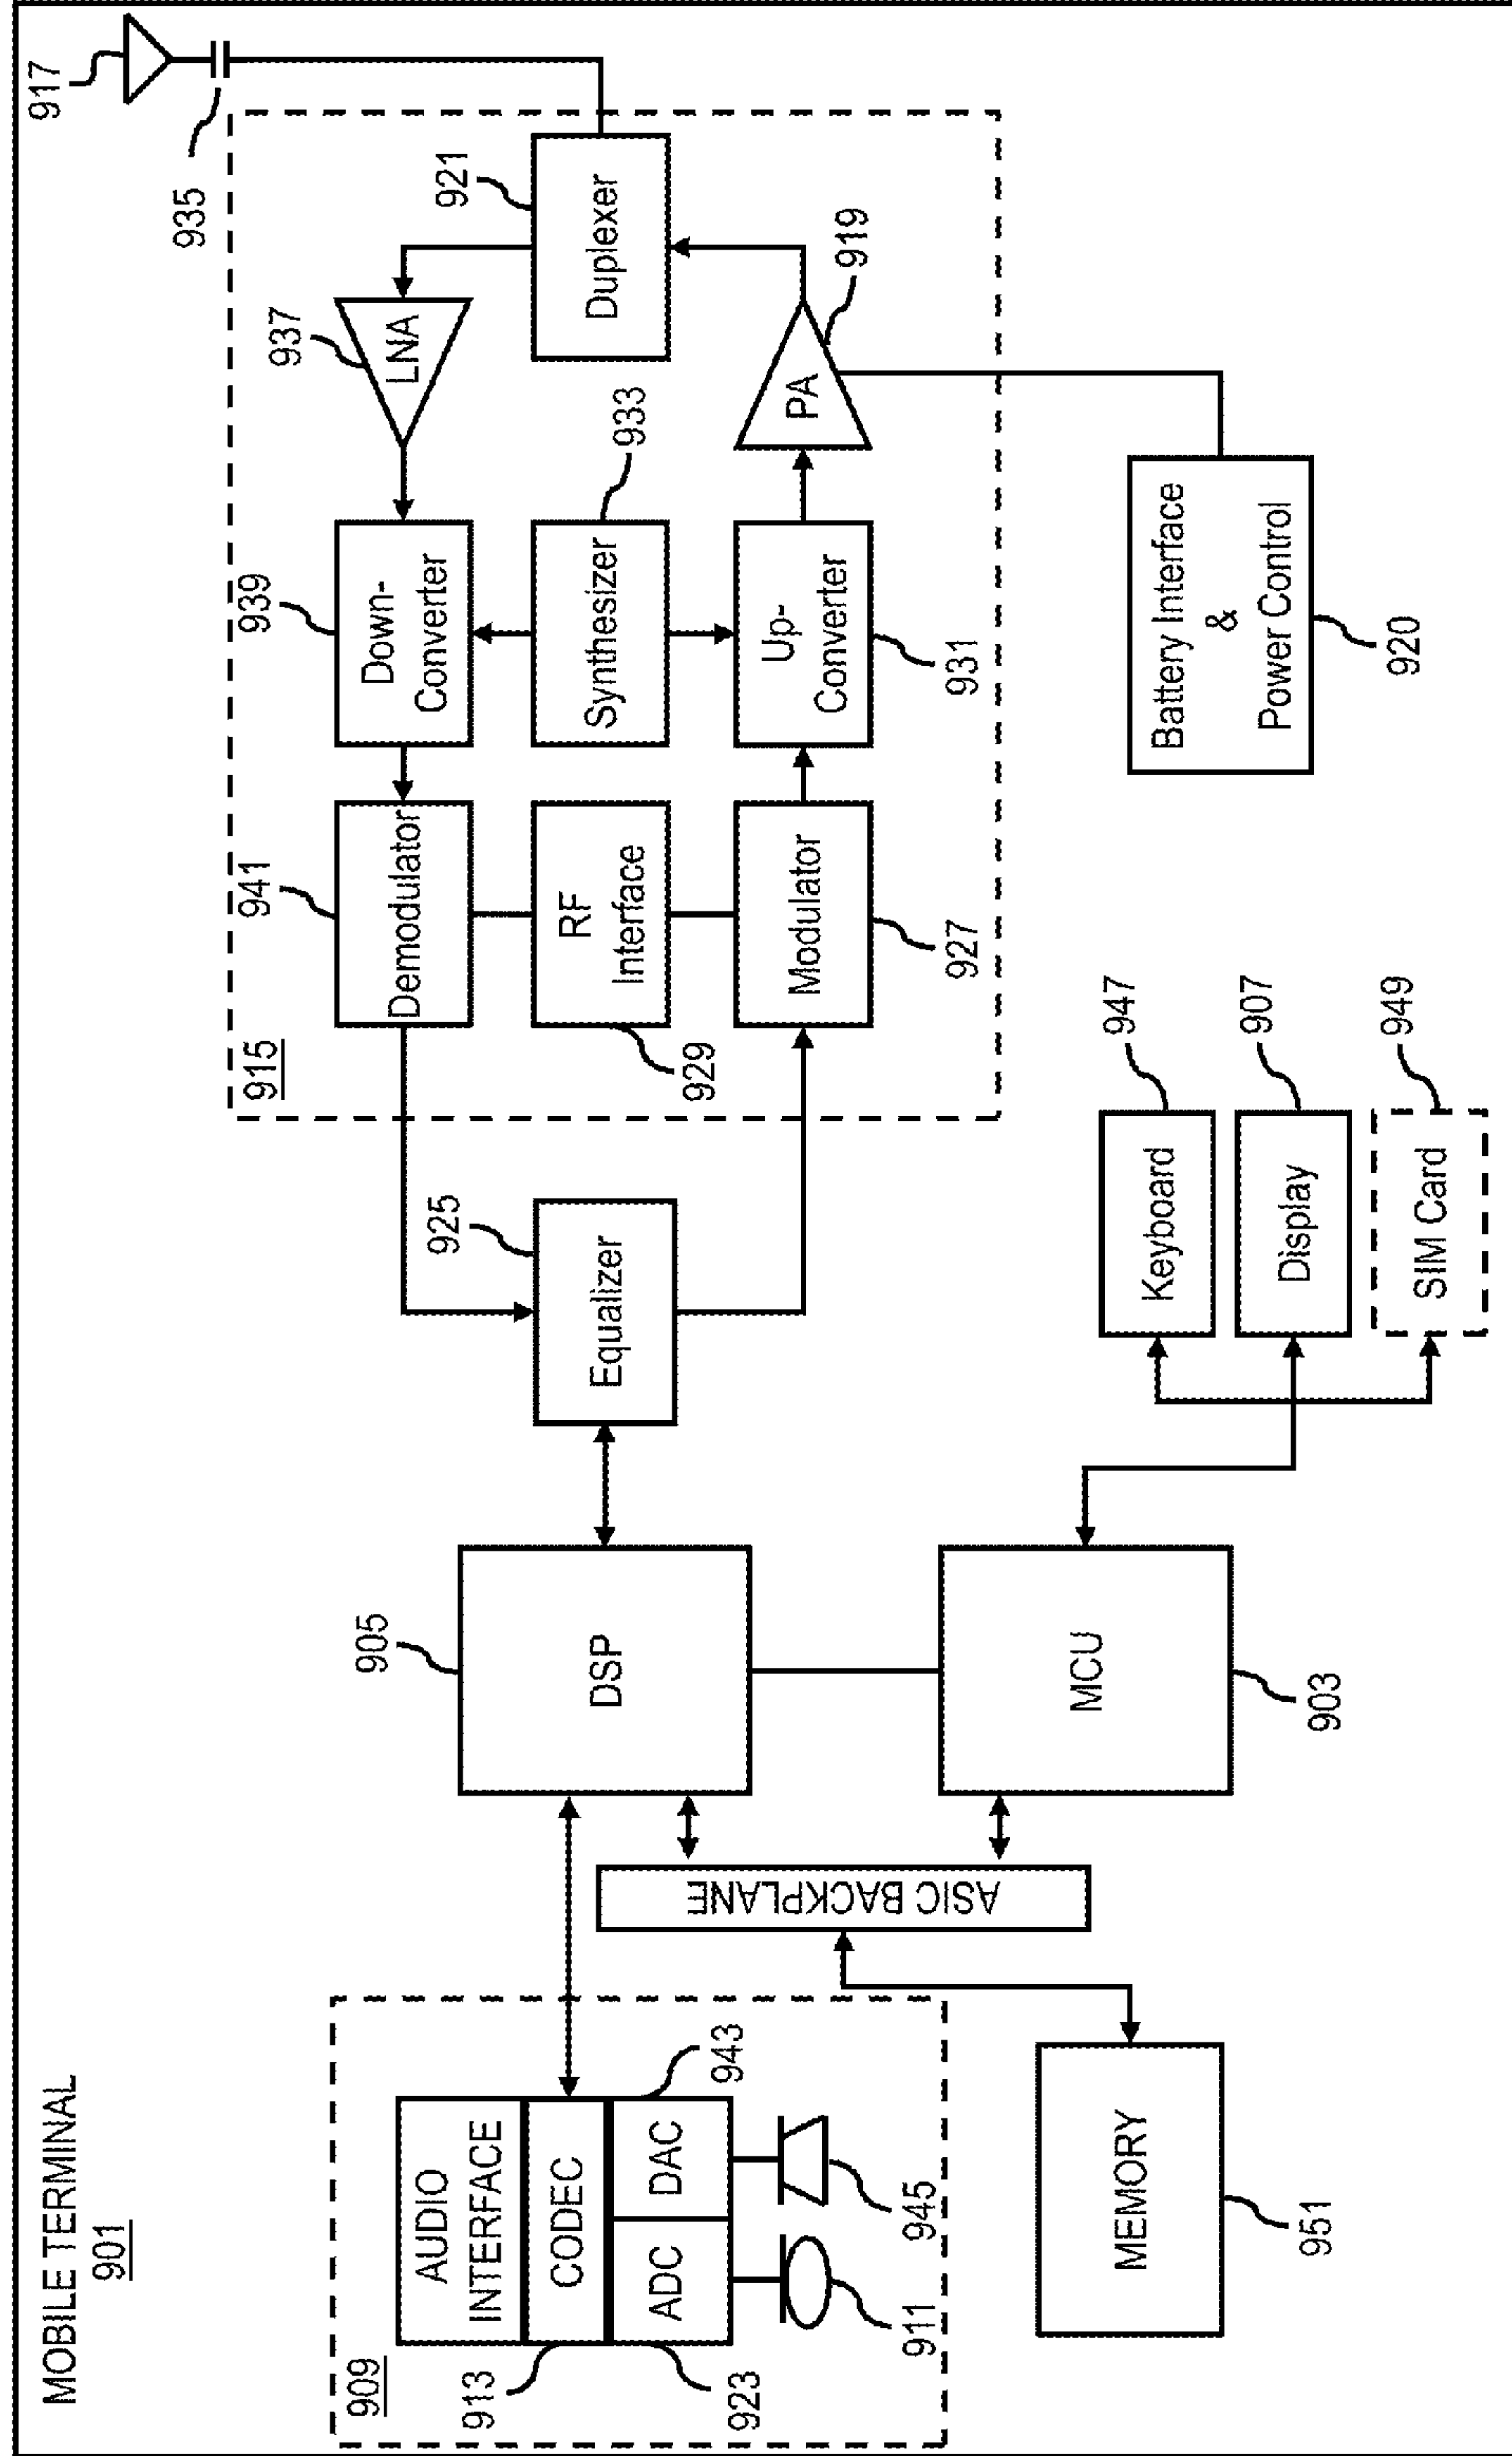 MOBILE TERMINAL
901
909
AUDIO
INTERFACE
CODEC
ADC
DAC
913
923
943
911
945
MEMORY
951
ASIC BACKPLANE
905
DSP
MCU
903
925
Equalizer
Keyboard
947
Display
907
SIM Card
949
915
941
Demodulator
RF
Interface
929
Modulator
927
939
Down-
Converter
Synthesizer
933
Up-
Converter
931
937
LNA
PA
919
921
Duplexer
935
917
Battery Interface
&
Power Control
920